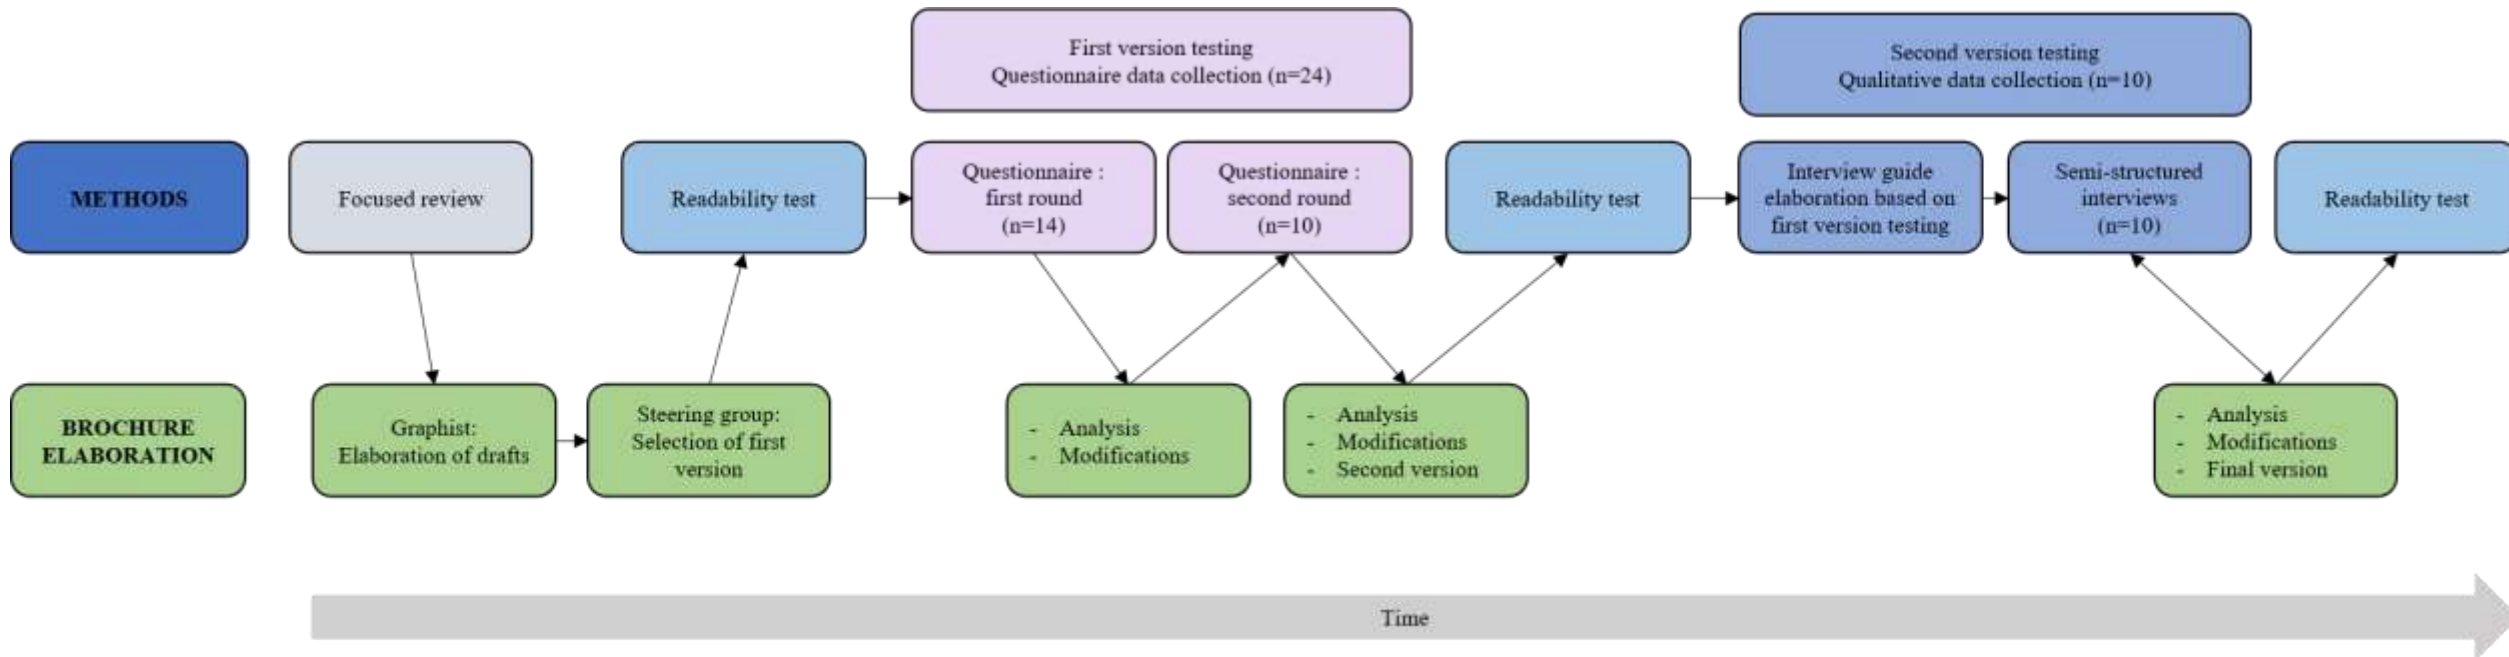 First version testing
Questionnaire data collection (n=24)
Second version testing
Qualitative data collection (n=10)
METHODS
Focused review
Readability test
Questionnaire :
first round
(n=14)
Questionnaire :
second round
(n=10)
Readability test
Interview guide
elaboration based on
first version testing
Semi-structured
interviews
(n=10)
Readability test
BROCHURE
ELABORATION
Graphist:
Elaboration of drafts
Steering group:
Selection of first
version
- Analysis
- Modifications
- Analysis
- Modifications
- Second version
- Analysis
- Modifications
- Final version
Time